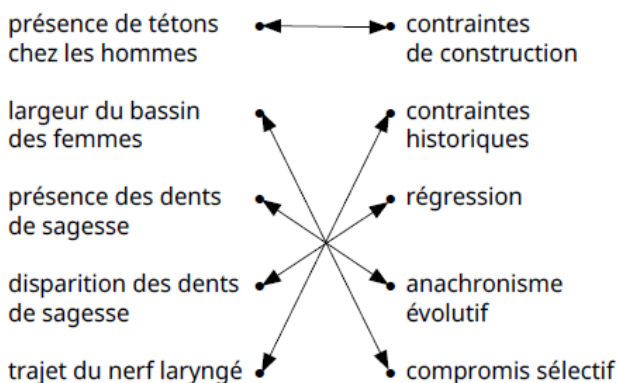 présence de tétons
chez les hommes
contraintes
de construction
largeur du bassin
des femmes
contraintes
historiques
présence des dents
de sagesse
régression
disparition des dents
de sagesse
anachronisme
évolutif
trajet du nerf laryngé
compromis sélectif